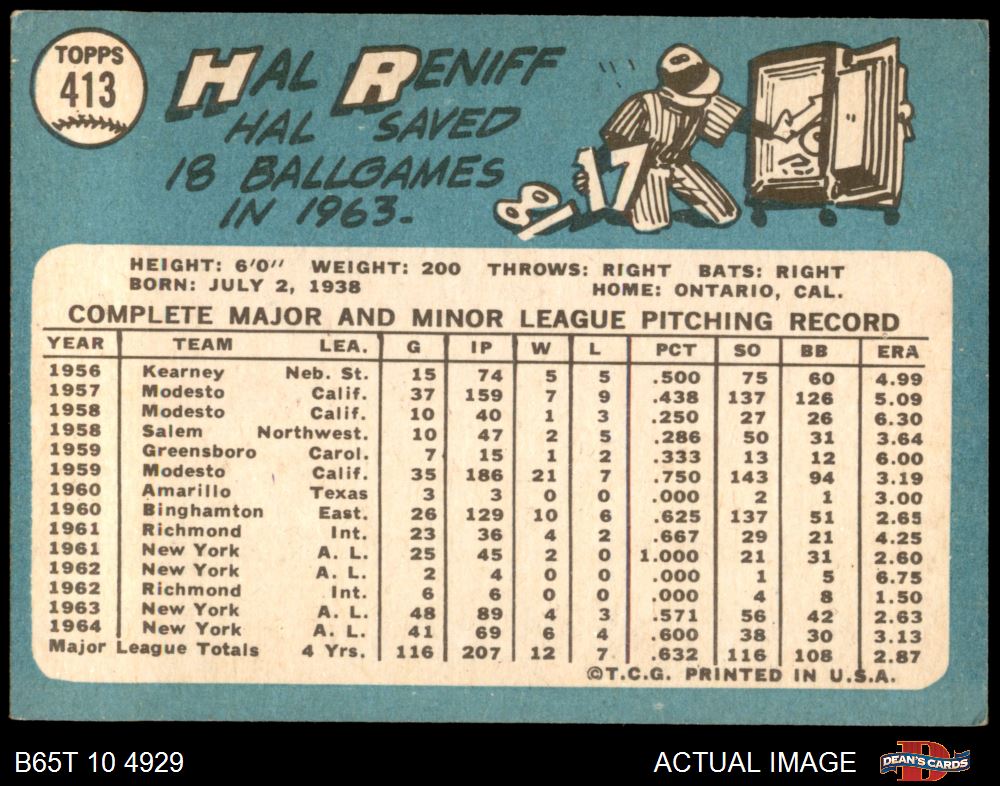 TOPPS
413
HAL RENIFF
HAL SAVED
18 BALLGAMES
IN 1963.
8
17
18
HEIGHT: 6'0" WEIGHT: 200 THROWS: RIGHT BATS: RIGHT
BORN: JULY 2, 1938 HOME: ONTARIO, CAL.
COMPLETE MAJOR AND MINOR LEAGUE PITCHING RECORD
YEAR TEAM LEA. G IP W L PCT SO BB ERA
1956 Kearney Neb. St. 15 74 5 5 .500 75 60 4.99
1957 Modesto Calif. 37 159 7 9 .438 137 126 5.09
1958 Modesto Calif. 10 40 1 3 .250 27 26 6.30
1958 Salem Northwest. 10 47 2 5 .286 50 31 3.64
1959 Greensboro Carol. 7 15 1 2 .333 13 12 6.00
1959 Modesto Calif. 35 186 21 7 .750 143 94 3.19
1960 Amarillo Texas 3 3 0 0 .000 2 1 3.00
1960 Binghamton East. 26 129 10 6 .625 137 51 2.65
1961 Richmond Int. 23 36 4 2 .667 29 21 4.25
1961 New York A. L. 25 45 2 0 1.000 21 31 2.60
1962 New York A. L. 2 4 0 0 .000 1 5 6.75
1962 Richmond Int. 6 6 0 0 .000 4 8 1.50
1963 New York A. L. 48 89 4 3 .571 56 42 2.63
1964 New York A. L. 41 69 6 4 .600 38 30 3.13
Major League Totals 4 Yrs. 116 207 12 7 .632 116 108 2.87
©T.C.G. PRINTED IN U.S.A.
B65T 10 4929 ACTUAL IMAGE
DEAN'S CARDS